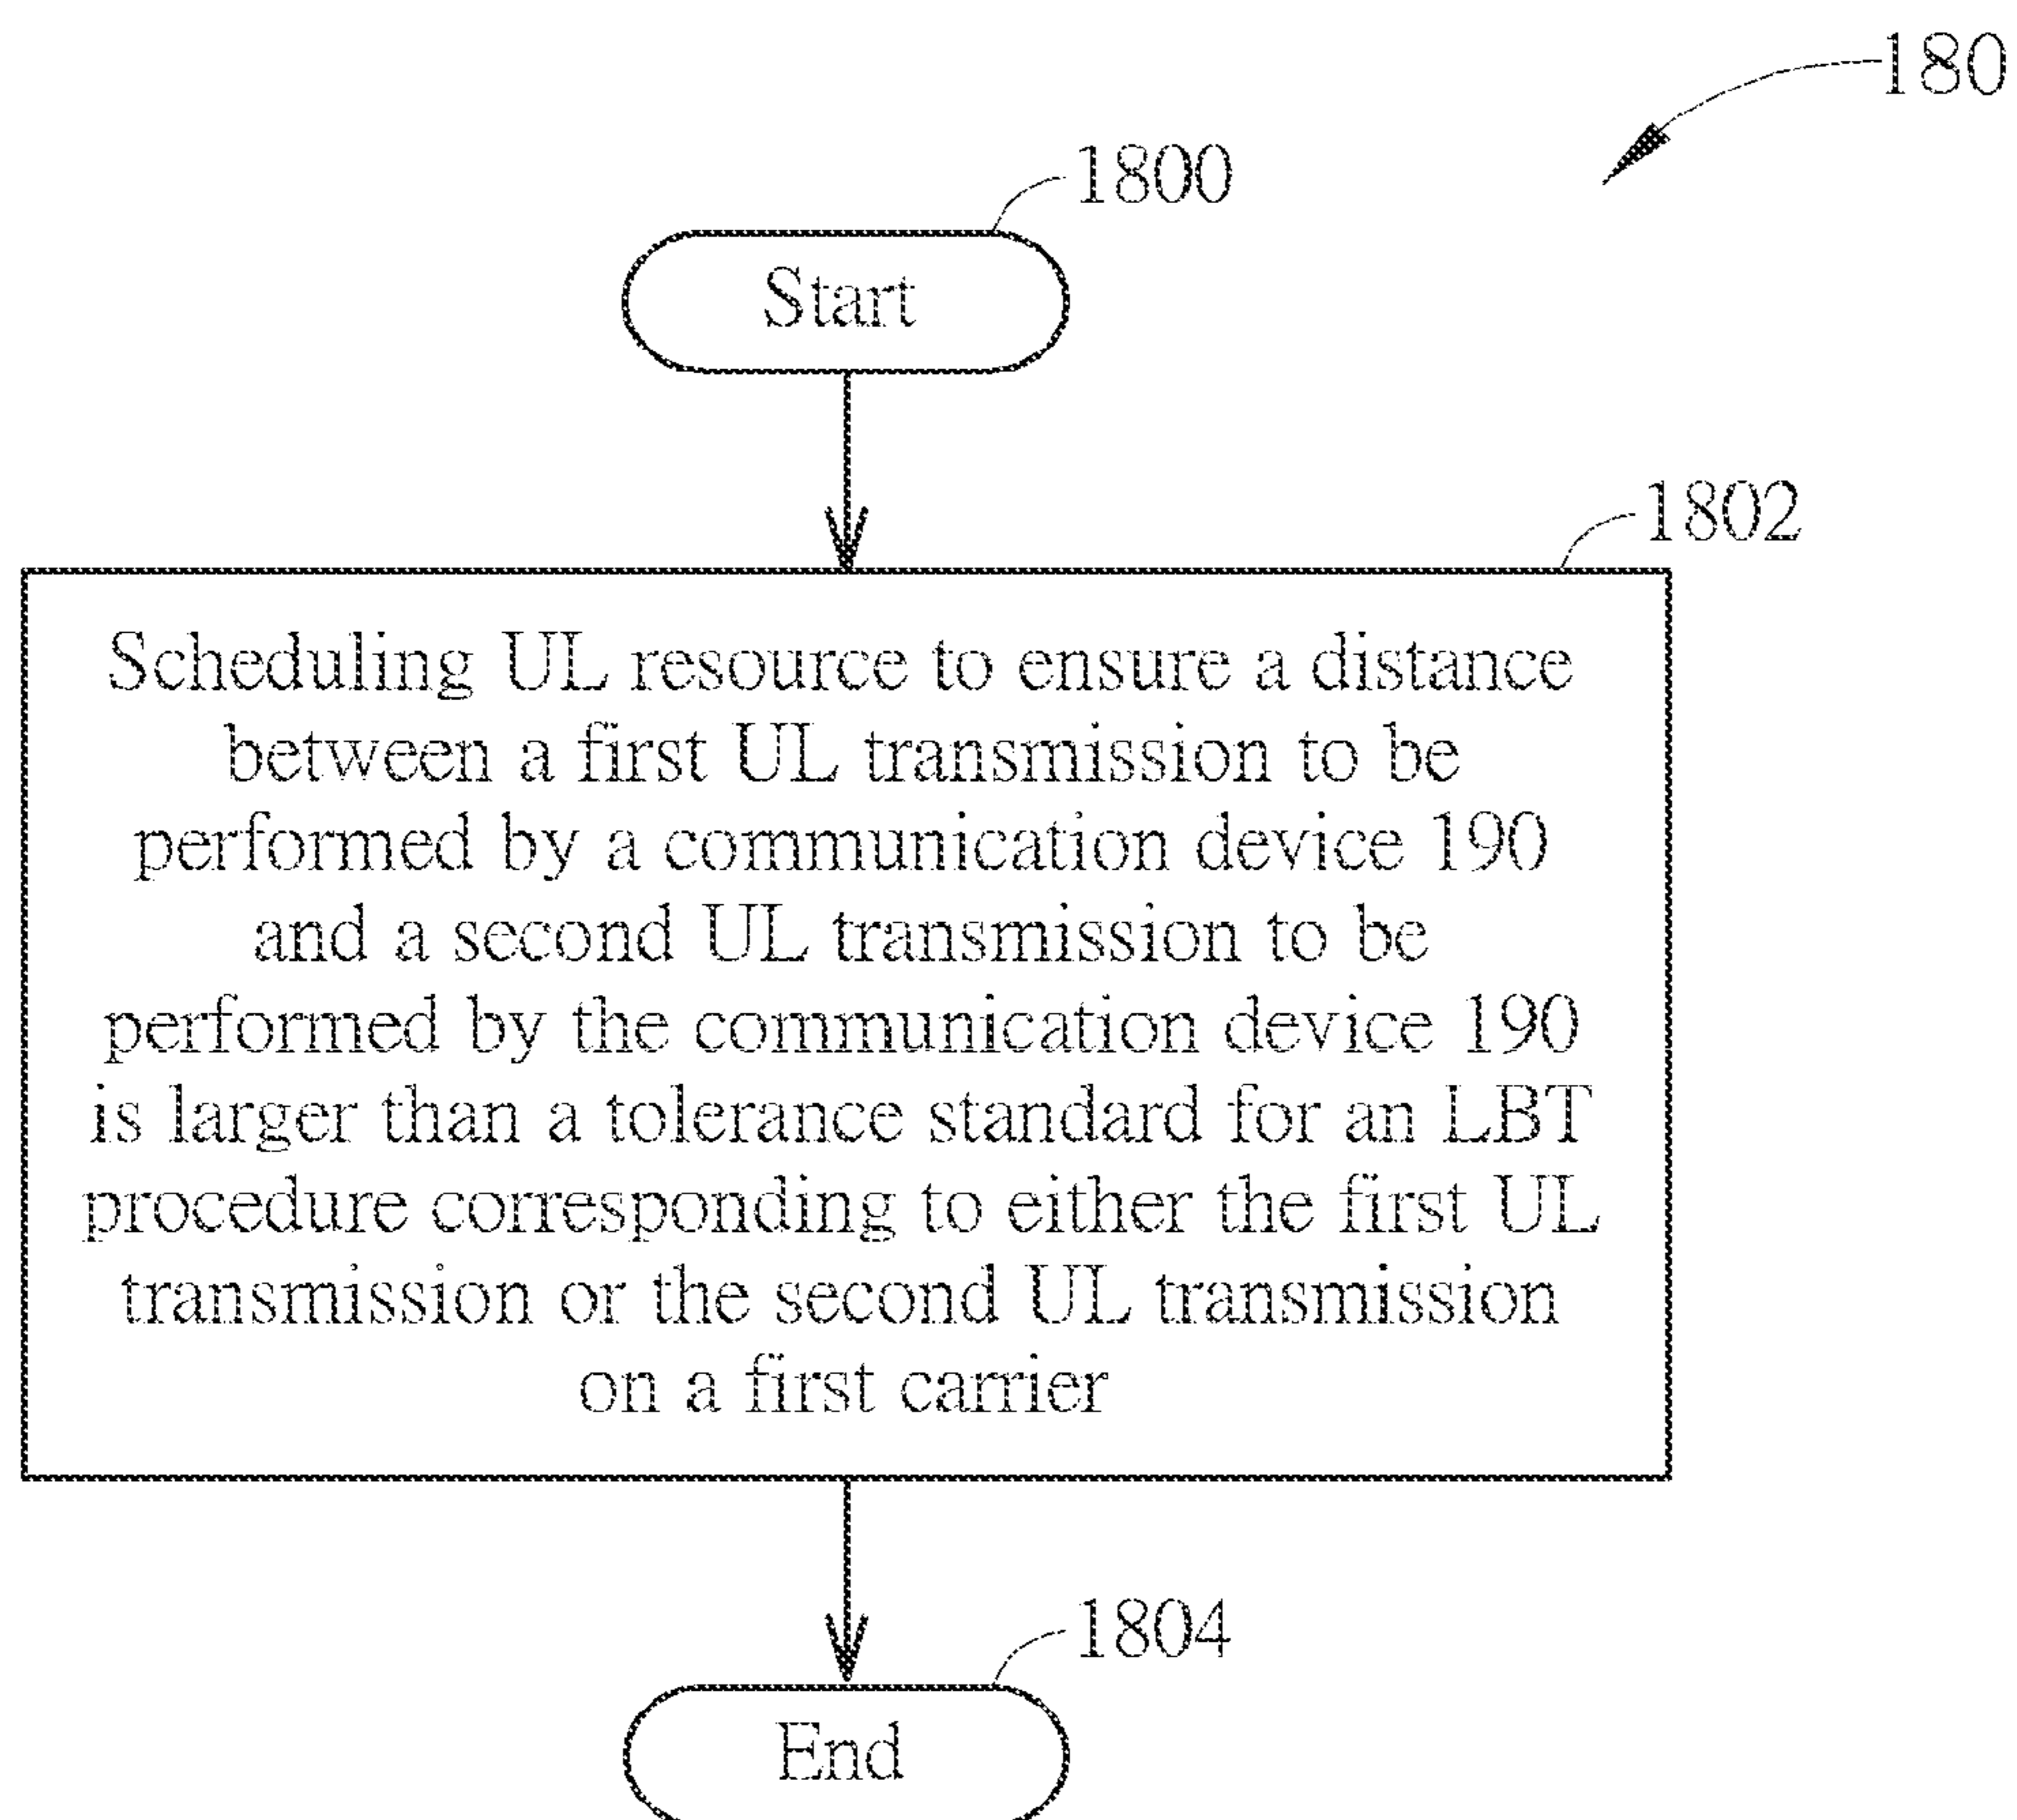 180
1800
Start
1802
Scheduling UL resource to ensure a distance
between a first UL transmission to be
performed by a communication device 190
and a second UL transmission to be
performed by the communication device 190
is larger than a tolerance standard for an LBT
procedure corresponding to either the first UL
transmission or the second UL transmission
on a first carrier
1804
End